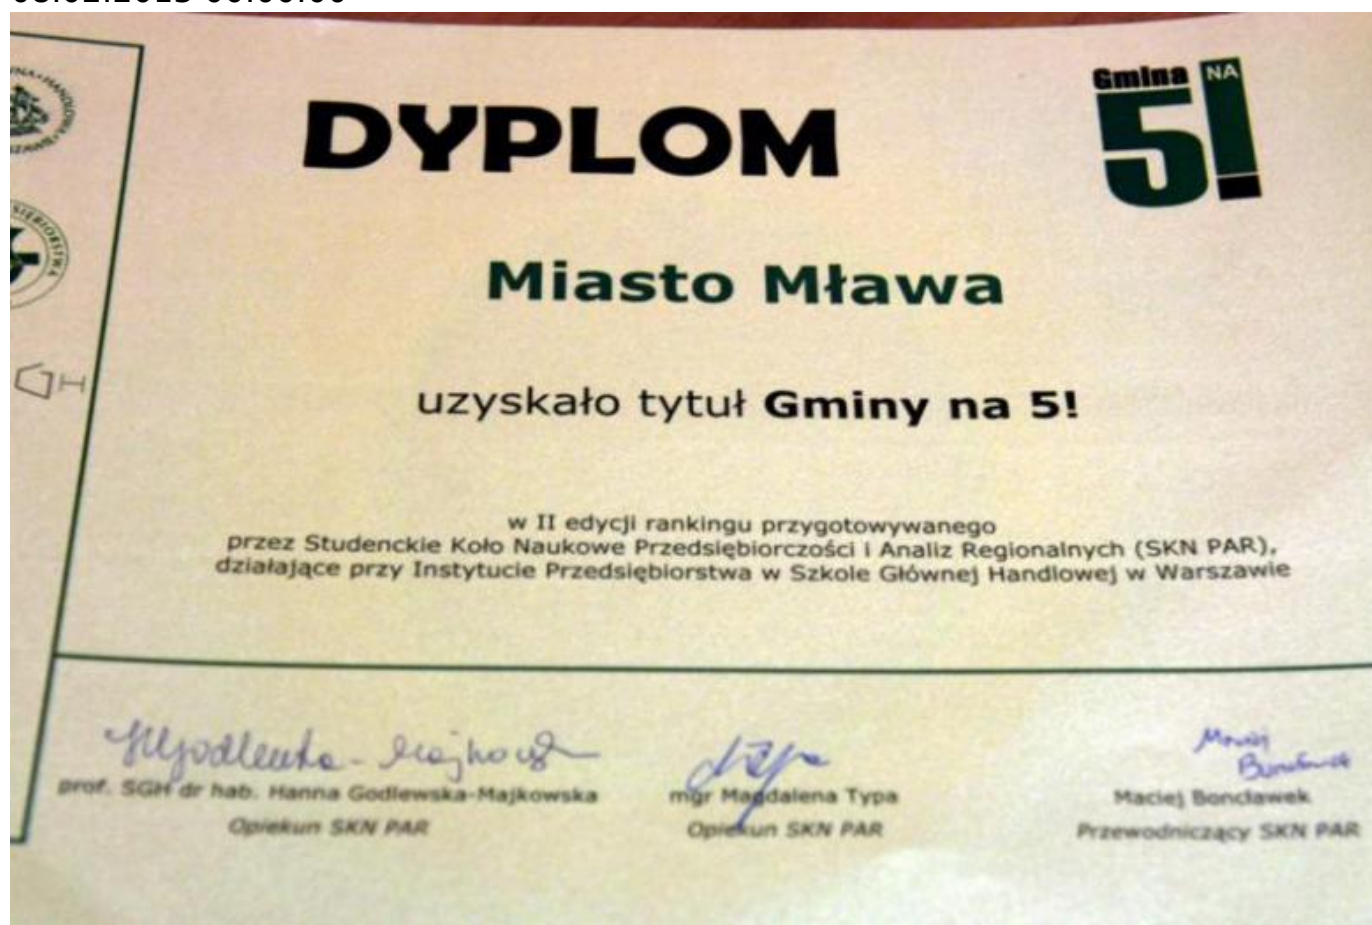 Gmina NA
5!
DYPLOM
Miasto Mława
uzyskało tytuł Gminy na 5!
w II edycji rankingu przygotowywanego
przez Studenckie Koło Naukowe Przedsiębiorczości i Analiz Regionalnych (SKN PAR),
działające przy Instytucie Przedsiębiorstwa w Szkole Głównej Handlowej w Warszawie
prof. SGH dr hab. Hanna Godlewska-Majkowska
Opiekun SKN PAR
mgr Magdalena Typa
Opiekun SKN PAR
Maciej Bonclawek
Przewodniczący SKN PAR